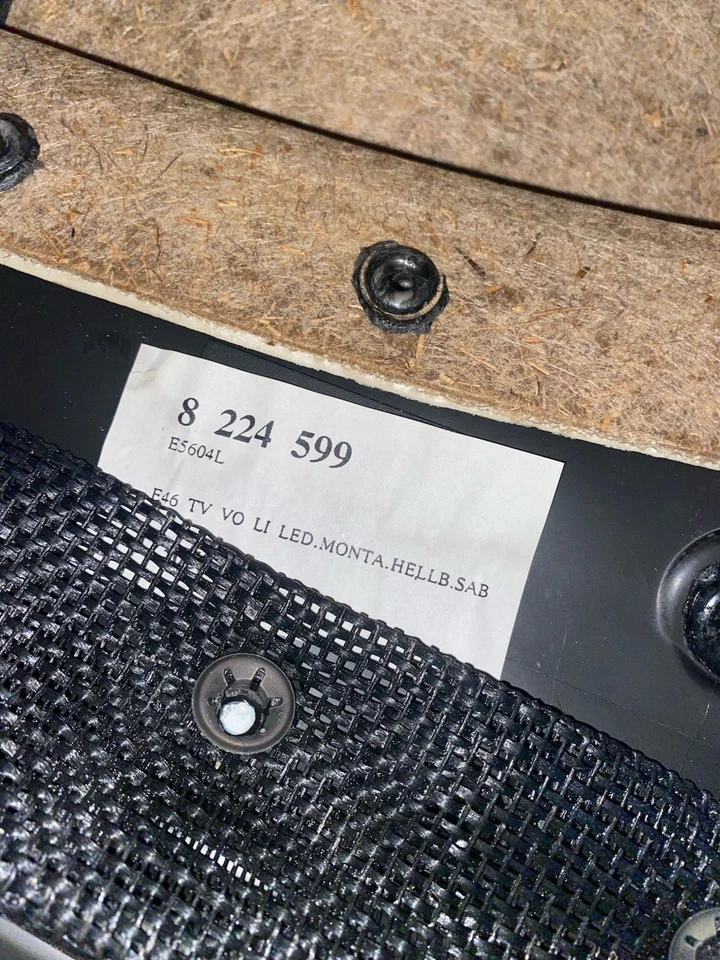 8 224 599
E5604L
E46 TV VO LI LED.MONTA.HELLB.SAB